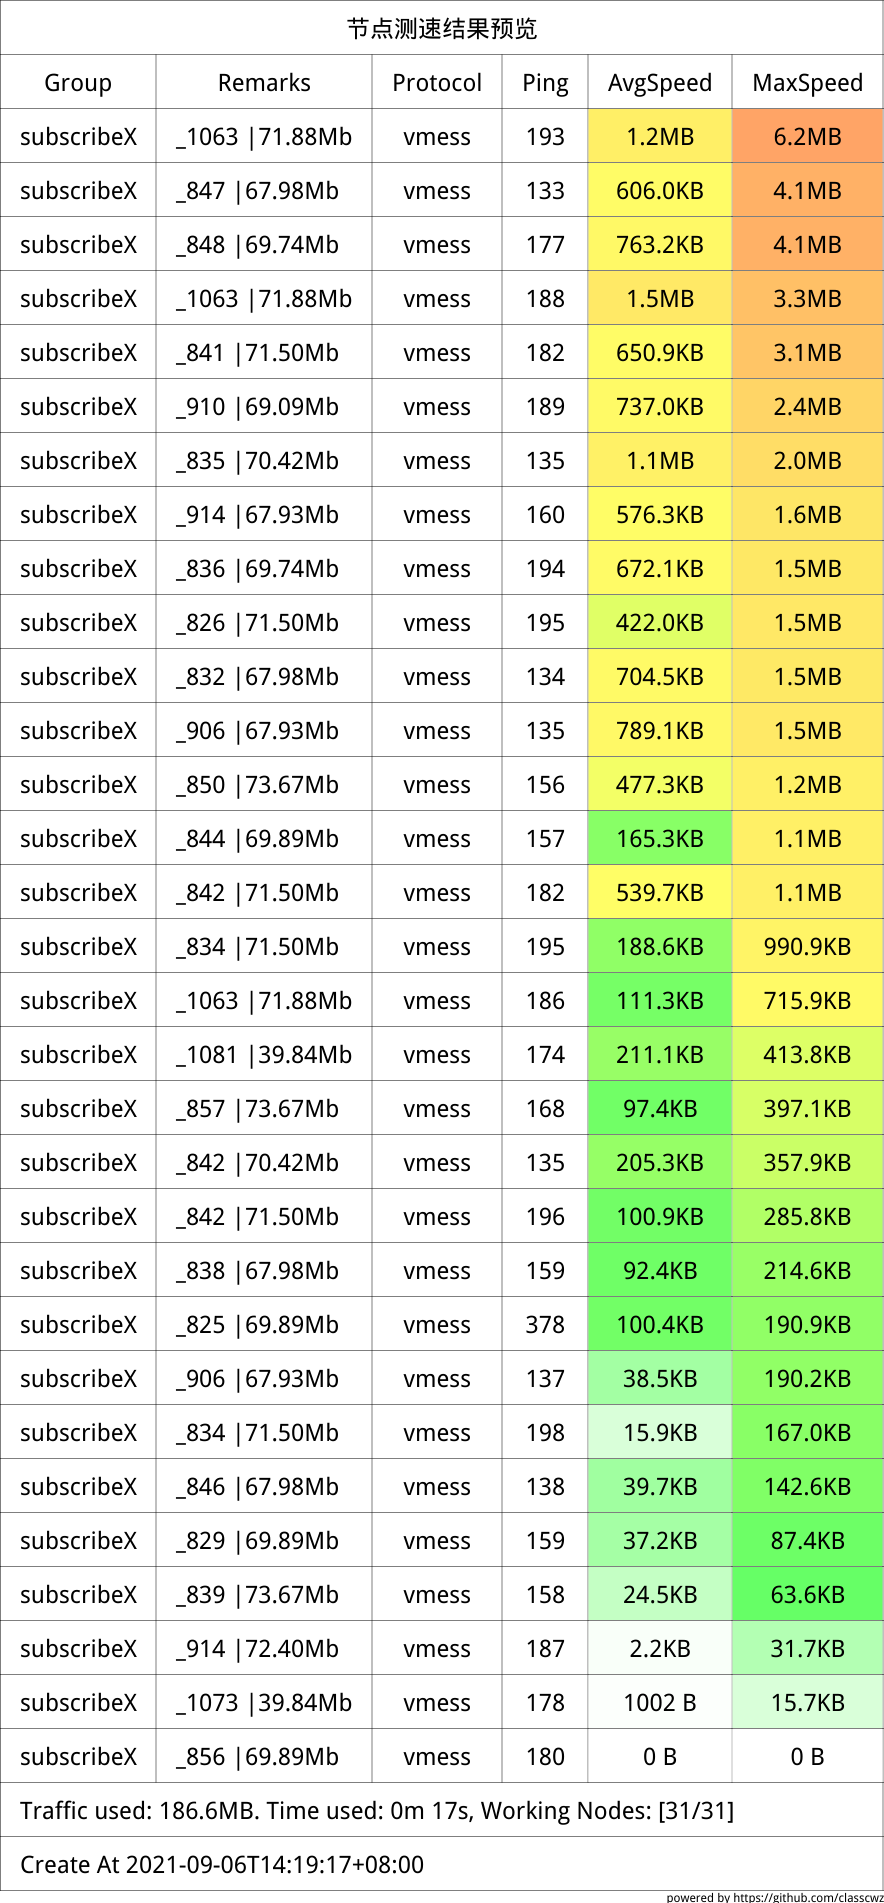 节点测速结果预览
Group Remarks Protocol Ping AvgSpeed MaxSpeed
subscribeX _1063 |71.88Mb vmess 193 1.2MB 6.2MB
subscribeX _847 |67.98Mb vmess 133 606.0KB 4.1MB
subscribeX _848 |69.74Mb vmess 177 763.2KB 4.1MB
subscribeX _1063 |71.88Mb vmess 188 1.5MB 3.3MB
subscribeX _841 |71.50Mb vmess 182 650.9KB 3.1MB
subscribeX _910 |69.09Mb vmess 189 737.0KB 2.4MB
subscribeX _835 |70.42Mb vmess 135 1.1MB 2.0MB
subscribeX _914 |67.93Mb vmess 160 576.3KB 1.6MB
subscribeX _836 |69.74Mb vmess 194 672.1KB 1.5MB
subscribeX _826 |71.50Mb vmess 195 422.0KB 1.5MB
subscribeX _832 |67.98Mb vmess 134 704.5KB 1.5MB
subscribeX _906 |67.93Mb vmess 135 789.1KB 1.5MB
subscribeX _850 |73.67Mb vmess 156 477.3KB 1.2MB
subscribeX _844 |69.89Mb vmess 157 165.3KB 1.1MB
subscribeX _842 |71.50Mb vmess 182 539.7KB 1.1MB
subscribeX _834 |71.50Mb vmess 195 188.6KB 990.9KB
subscribeX _1063 |71.88Mb vmess 186 111.3KB 715.9KB
subscribeX _1081 |39.84Mb vmess 174 211.1KB 413.8KB
subscribeX _857 |73.67Mb vmess 168 97.4KB 397.1KB
subscribeX _842 |70.42Mb vmess 135 205.3KB 357.9KB
subscribeX _842 |71.50Mb vmess 196 100.9KB 285.8KB
subscribeX _838 |67.98Mb vmess 159 92.4KB 214.6KB
subscribeX _825 |69.89Mb vmess 378 100.4KB 190.9KB
subscribeX _906 |67.93Mb vmess 137 38.5KB 190.2KB
subscribeX _834 |71.50Mb vmess 198 15.9KB 167.0KB
subscribeX _846 |67.98Mb vmess 138 39.7KB 142.6KB
subscribeX _829 |69.89Mb vmess 159 37.2KB 87.4KB
subscribeX _839 |73.67Mb vmess 158 24.5KB 63.6KB
subscribeX _914 |72.40Mb vmess 187 2.2KB 31.7KB
subscribeX _1073 |39.84Mb vmess 178 1002 B 15.7KB
subscribeX _856 |69.89Mb vmess 180 0 B 0 B
Traffic used: 186.6MB. Time used: 0m 17s, Working Nodes: [31/31]
Create At 2021-09-06T14:19:17+08:00
powered by https://github.com/classcwz